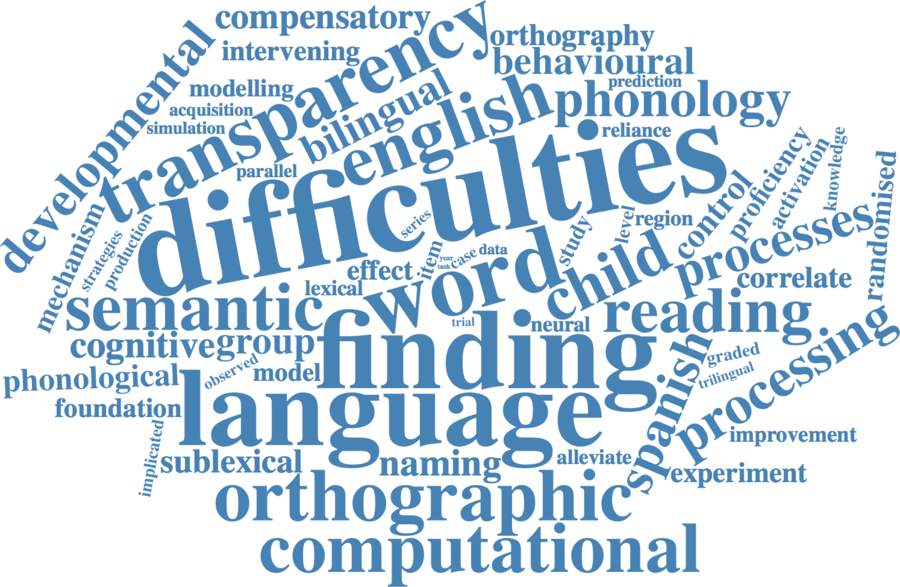 compensatory
intervening
developmental
transparency
orthography
behavioural
modelling
acquisition
simulation
bilingual
english
prediction
phonology
reliance
parallel
difficulties
mechanism
strategies
production
series
study
level
region
control
proficiency
activation
knowledge
randomised
processes
child
word
item
year
task
case
data
effect
lexical
semantic
correlate
trial
neural
reading
finding
cognitive
group
observed
model
phonological
foundation
language
spanish
graded
trilingual
processing
improvement
implicated
sublexical
naming
alleviate
experiment
orthographic
computational